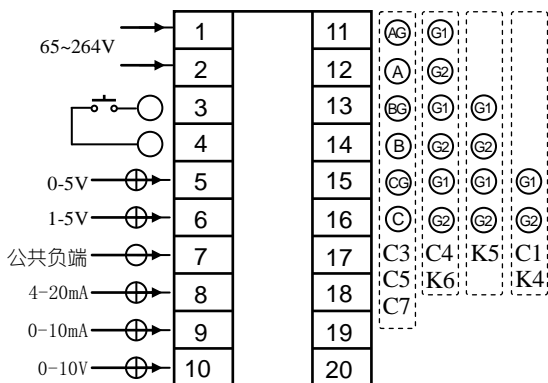 65~264V 1 11 AG G1
2 12 A G2
3 13 BG G1 G1
4 14 B G2 G2
0-5V 5 15 CG G1 G1 G1
1-5V 6 16 C G2 G2 G2
公共负端 7 17 C3 C4 K5 C1
4-20mA 8 18 C5 K6 K4
C7
0-10mA 9 19
0-10V 10 20